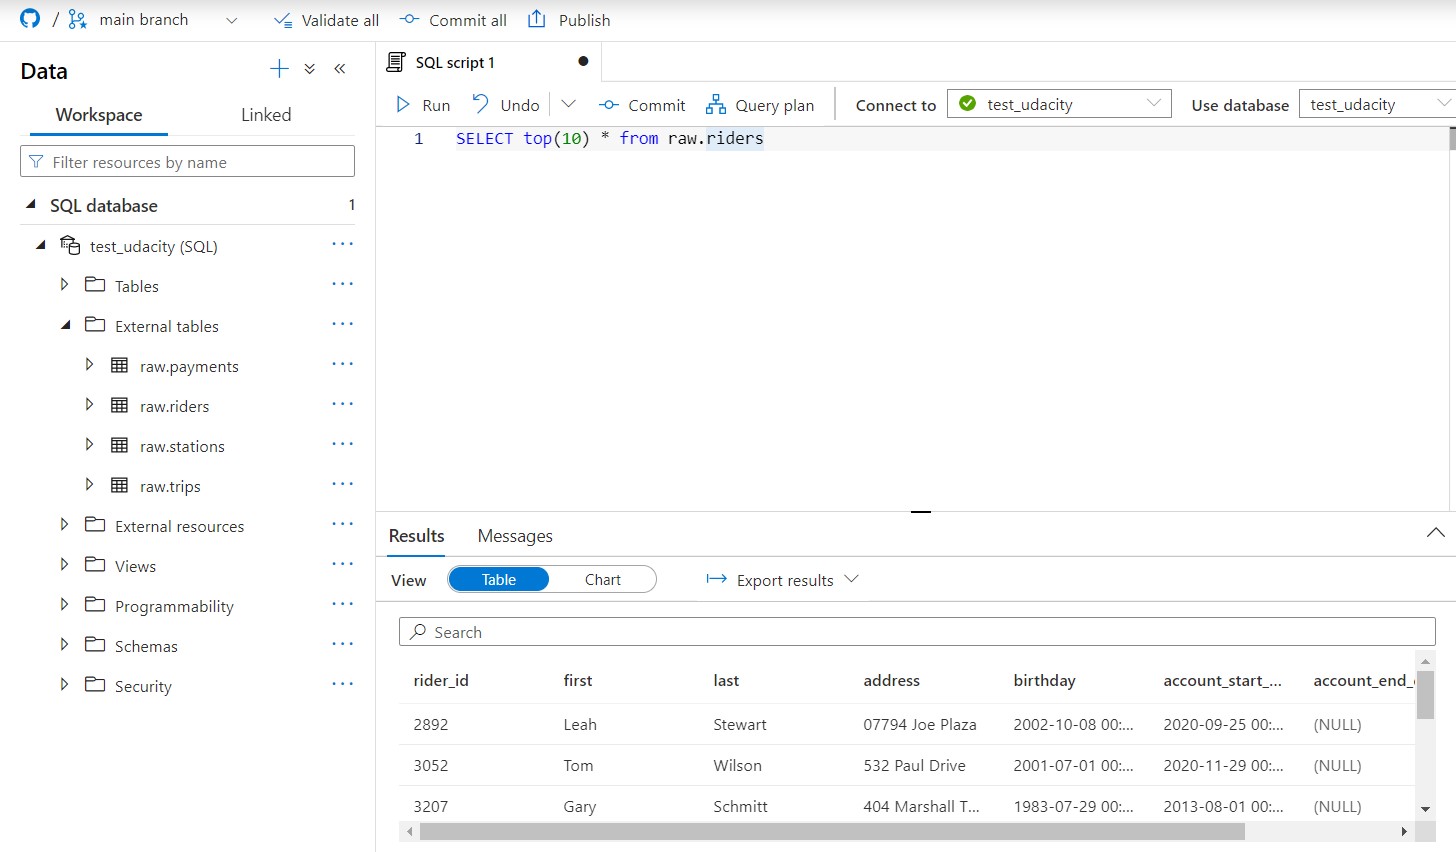 / main branch Validate all Commit all Publish
Data
Workspace Linked
Filter resources by name
SQL database 1
test_udacity (SQL) ...
Tables ...
External tables ...
raw.payments ...
raw.riders ...
raw.stations ...
raw.trips ...
External resources ...
Views ...
Programmability ...
Schemas ...
Security ...
SQL script 1
Run Undo Commit Query plan Connect to test_udacity Use database test_udacity
1 SELECT top(10) * from raw.riders
Results Messages
View Table Chart Export results
Search
rider_id first last address birthday account_start_... account_end_
2892 Leah Stewart 07794 Joe Plaza 2002-10-08 00:... 2020-09-25 00:... (NULL)
3052 Tom Wilson 532 Paul Drive 2001-07-01 00:... 2020-11-29 00:... (NULL)
3207 Gary Schmitt 404 Marshall T... 1983-07-29 00:... 2013-08-01 00:... (NULL)